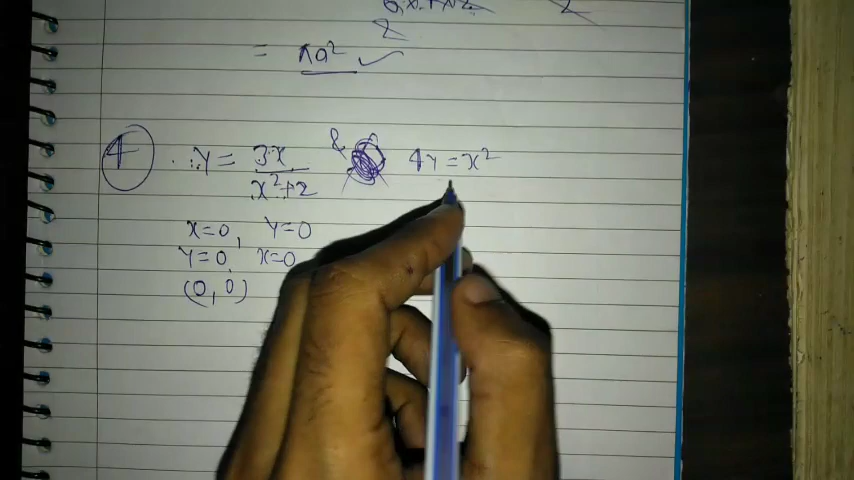 = πa²
4 ∴ y = 3x / x²+2 & 4y = x²
x=0, y=0
y=0, x=0
(0, 0)